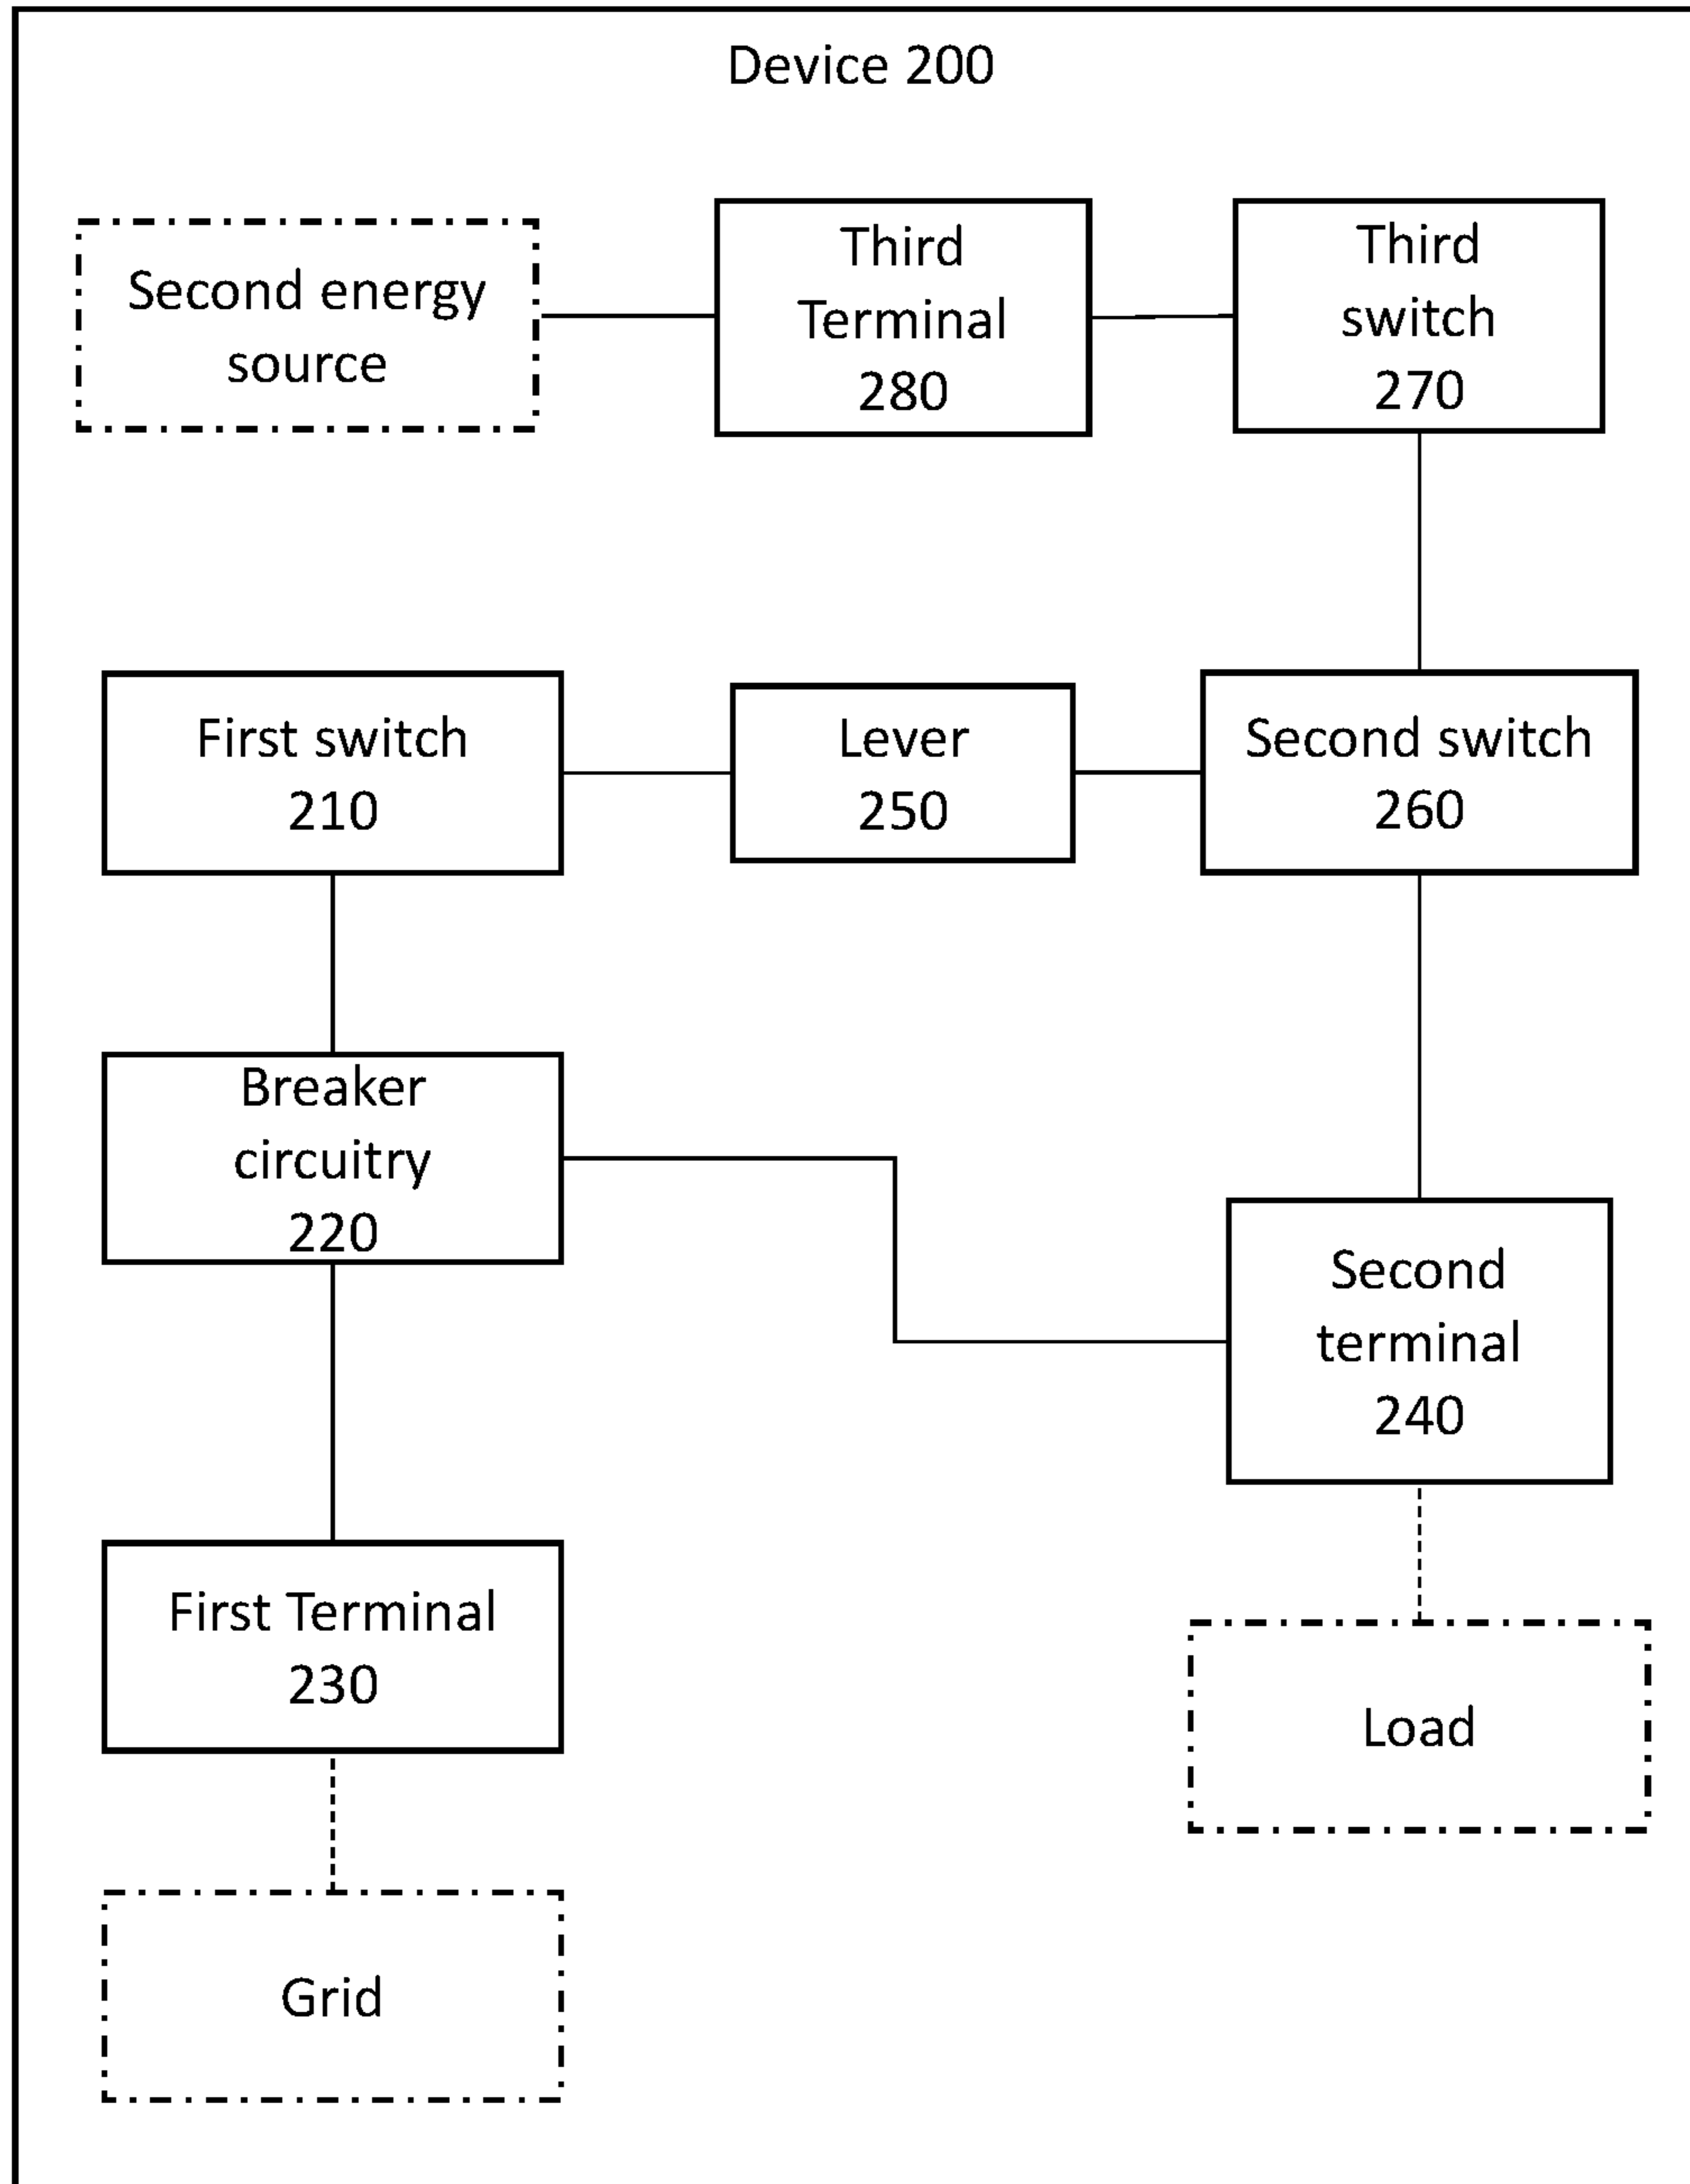 Device 200
Second energy
source
Third
Terminal
280
Third
switch
270
First switch
210
Lever
250
Second switch
260
Breaker
circuitry
220
Second
terminal
240
First Terminal
230
Load
Grid